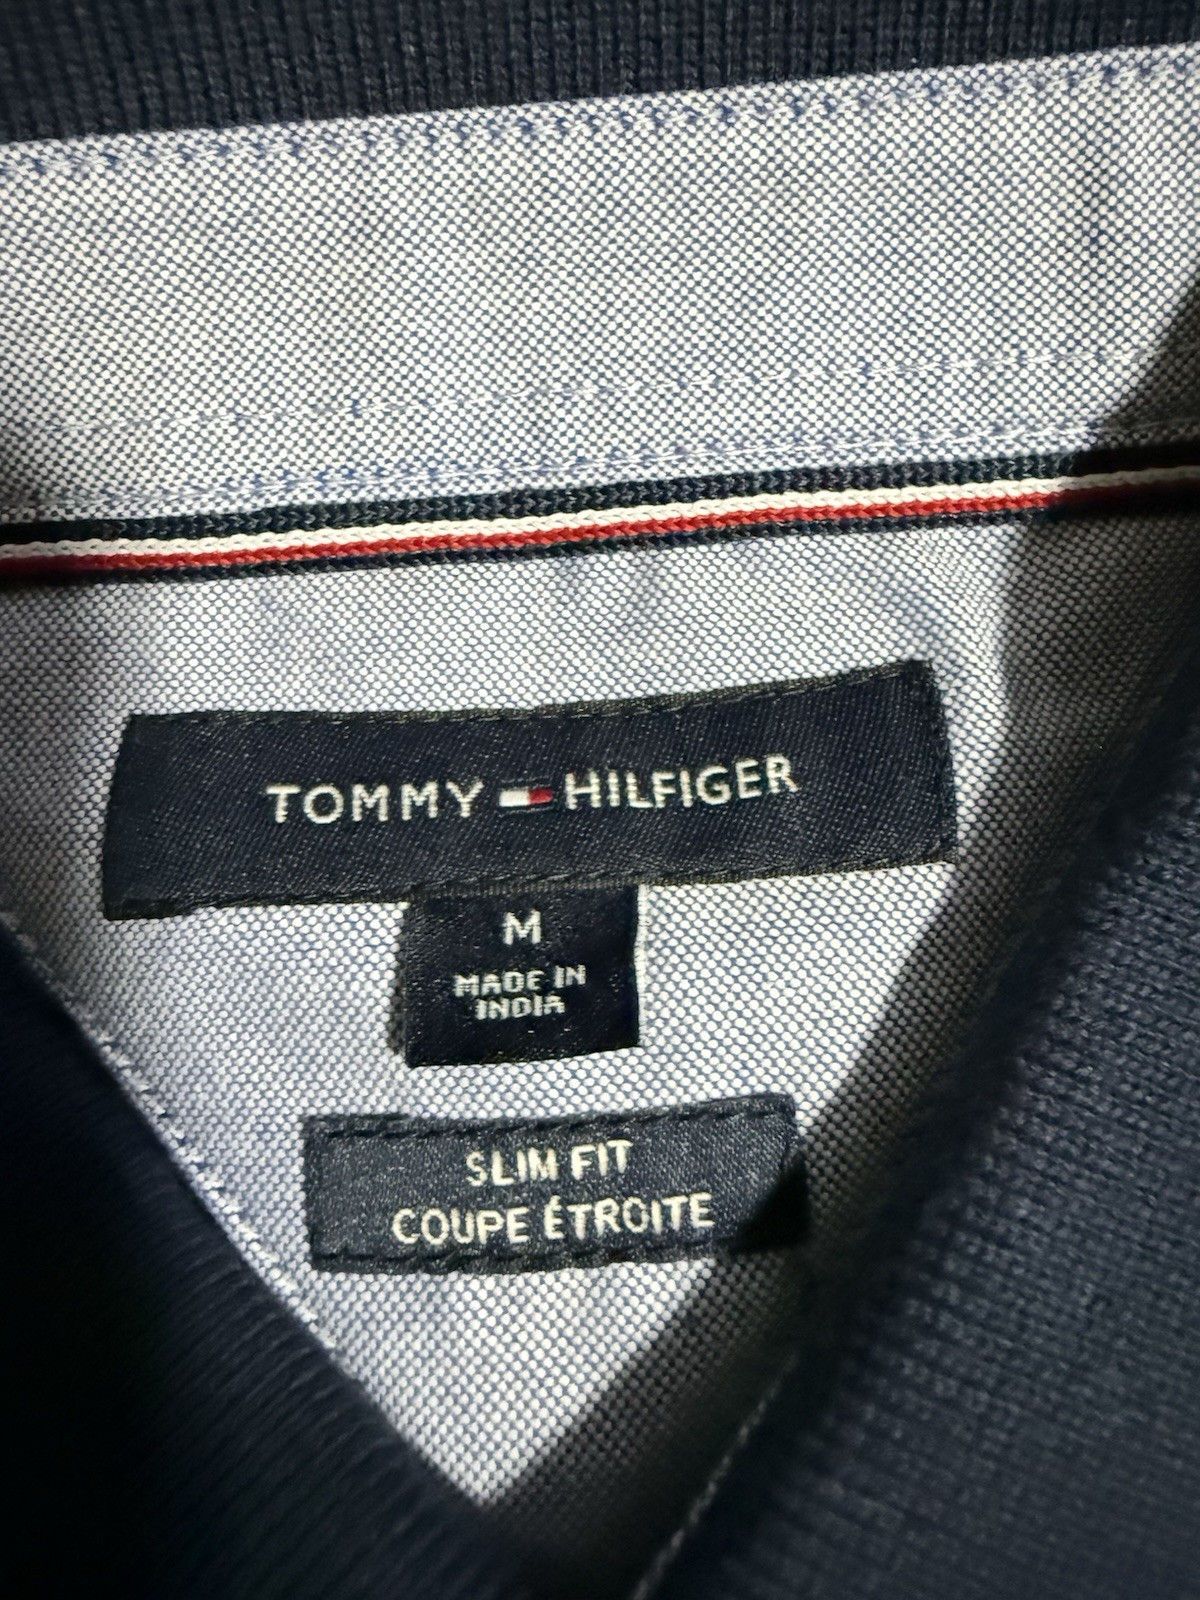 TOMMY HILFIGER
M
MADE IN
INDIA
SLIM FIT
COUPE ÉTROITE